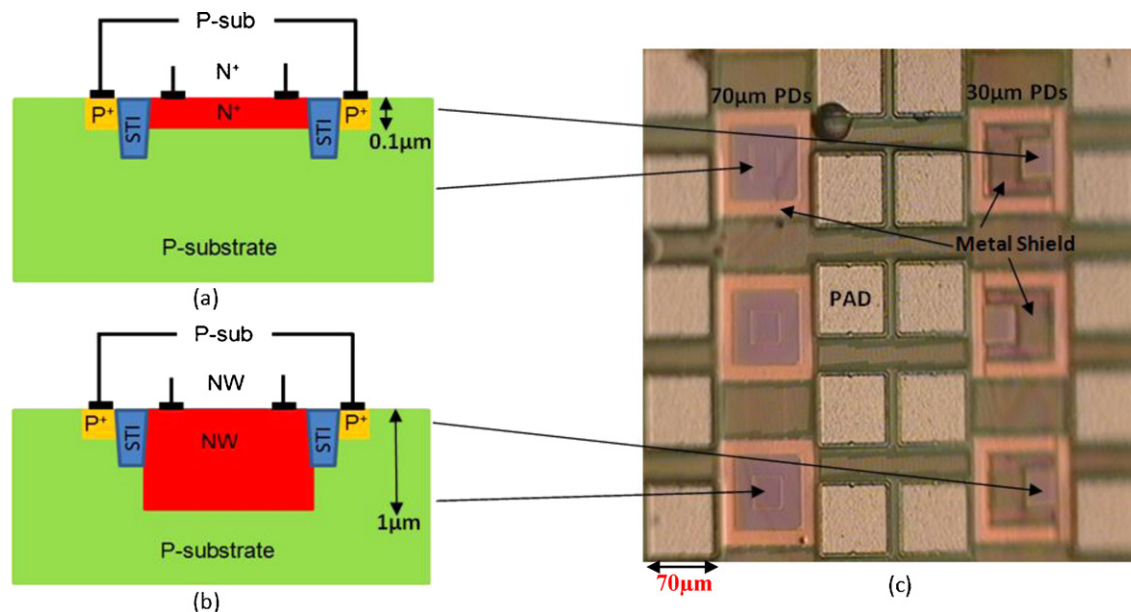 P-sub
N+
P+
STI
N+
STI
P+
0.1µm
P-substrate
(a)
P-sub
NW
P+
STI
NW
STI
P+
1µm
P-substrate
(b)
70µm PDs
30µm PDs
Metal Shield
PAD
70µm
(c)